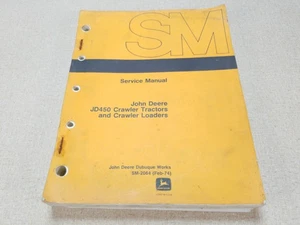 SM
Service Manual
John Deere
JD450 Crawler Tractors
and Crawler Loaders
John Deere Dubuque Works
SM-2064 (Feb-74)